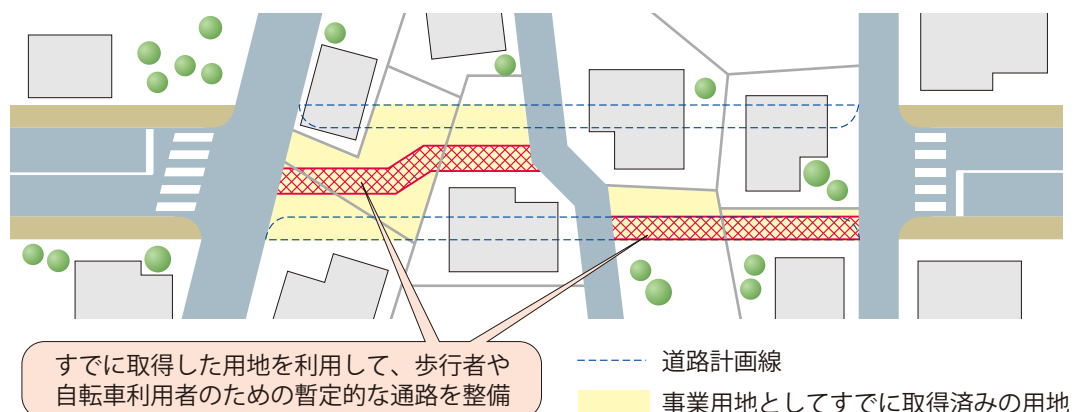 すでに取得した用地を利用して、歩行者や
自転車利用者のための暫定的な通路を整備
道路計画線
事業用地としてすでに取得済みの用地